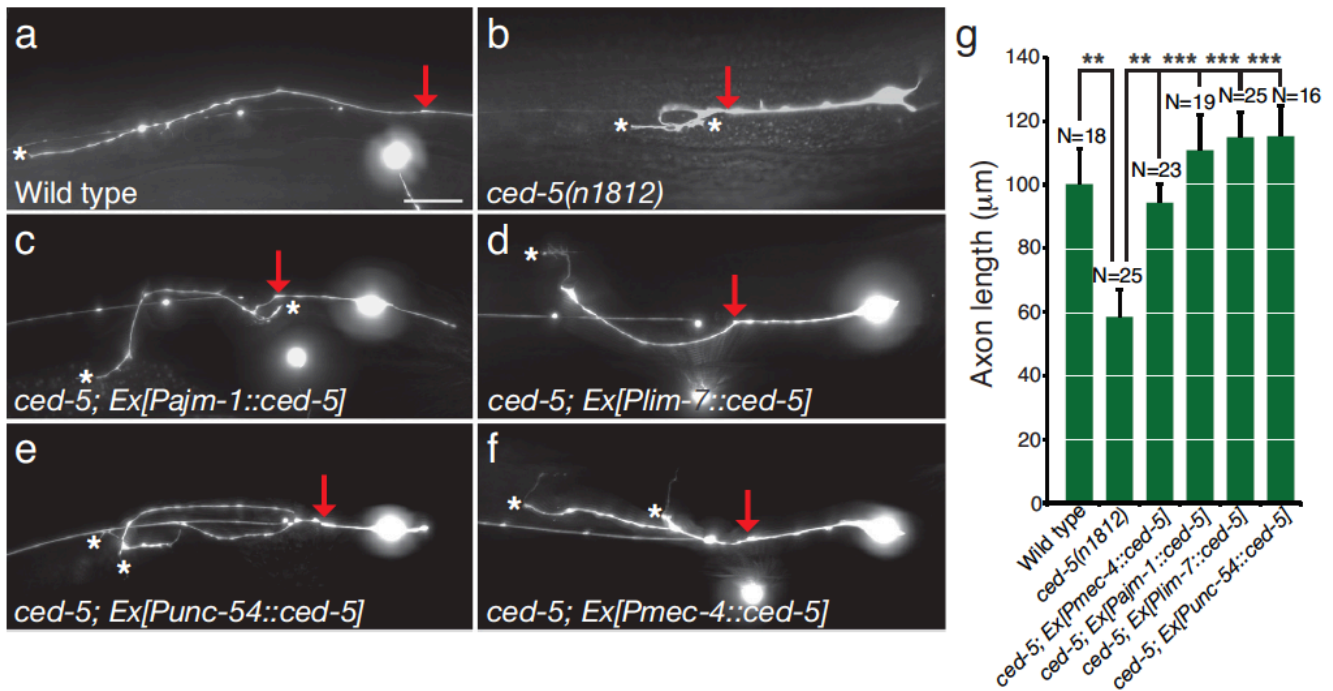 a
Wild type
*
b
ced-5(n1812)
* *
c
ced-5; Ex[Pajm-1::ced-5]
*
*
d
ced-5; Ex[Plim-7::ced-5]
*
e
ced-5; Ex[Punc-54::ced-5]
*
*
f
ced-5; Ex[Pmec-4::ced-5]
* *
g
** ** *** *** ***
N=18
N=25
N=23
N=19
N=25
N=16
Axon length (μm)
140
120
100
80
60
40
20
0
Wild type
ced-5(n1812)
ced-5; Ex[Pmec-4::ced-5]
ced-5; Ex[Pajm-1::ced-5]
ced-5; Ex[Plim-7::ced-5]
ced-5; Ex[Punc-54::ced-5]